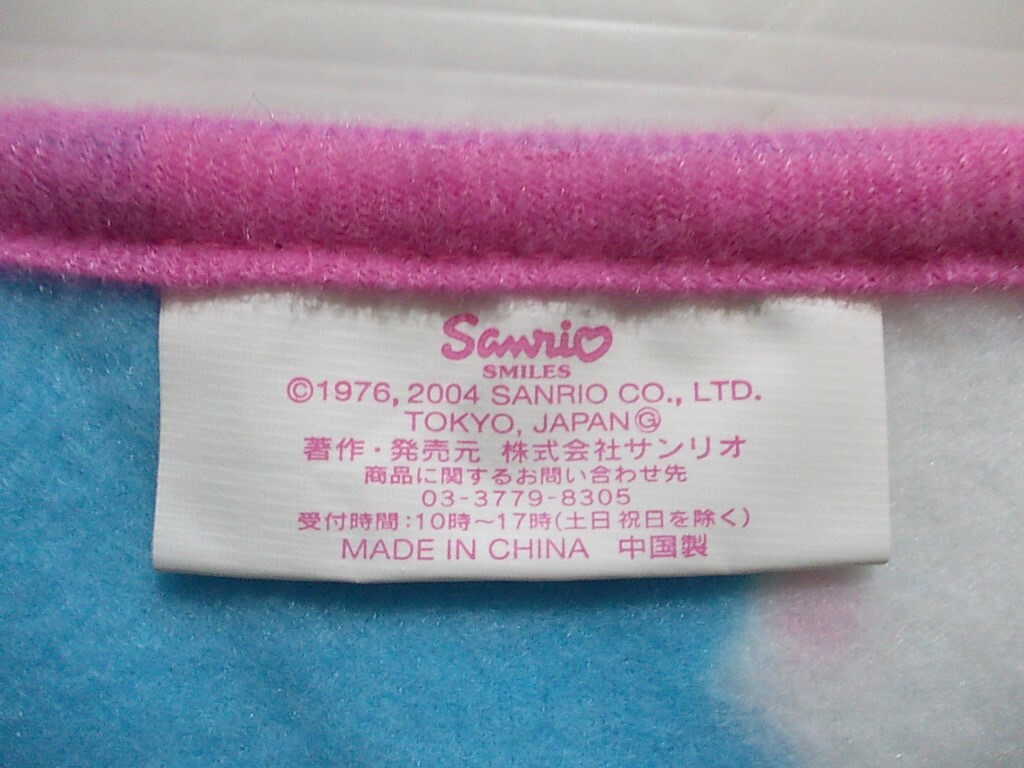 Sanrio
SMILES
©1976, 2004 SANRIO CO., LTD.
TOKYO, JAPANⒼ
著作・発売元 株式会社サンリオ
商品に関するお問い合わせ先
03-3779-8305
受付時間:10時～17時(土日祝日を除く)
MADE IN CHINA 中国製